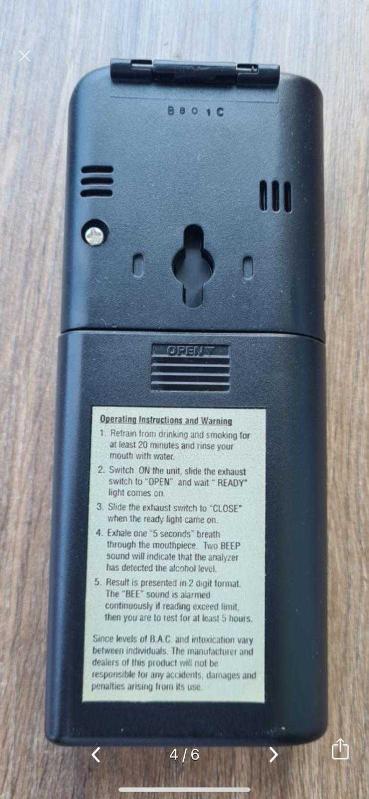 B801C
OPEN
Operating Instructions and Warning
1. Refrain from drinking and smoking for
at least 20 minutes and rinse your
mouth with water.
2. Switch ON the unit, slide the exhaust
switch to "OPEN" and wait " READY"
light comes on.
3. Slide the exhaust switch to "CLOSE"
when the ready light came on.
4. Exhale one "5 seconds" breath
through the mouthpiece. Two BEEP
sound will indicate that the analyzer
has detected the alcohol level.
5. Result is presented in 2 digit format.
The "BEE" sound is alarmed
continuously if reading exceed limit,
then you are to rest for at least 5 hours.
Since levels of B.A.C. and intoxication vary
between individuals. The manufacturer and
dealers of this product will not be
responsible for any accidents, damages and
penalties arising from its use.
4/6